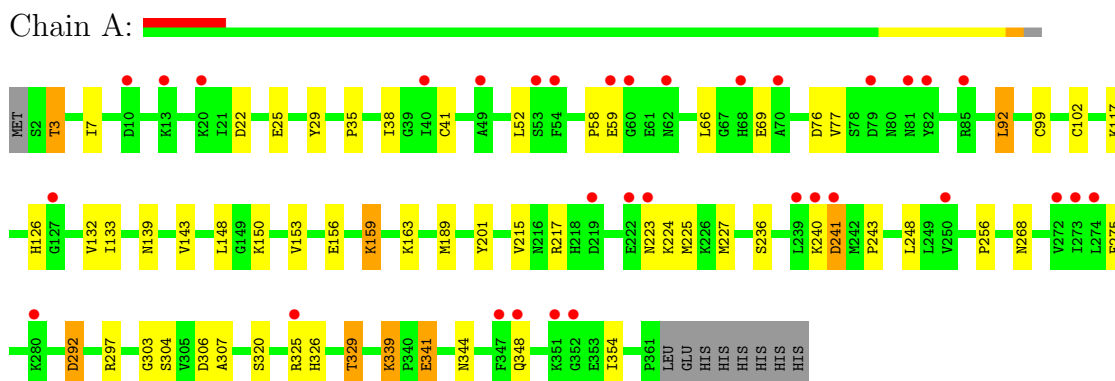 Chain A:
MET S2 T3 I7 D10 K13 K20 I21 D22 E25 Y29 P35 I38 G39 I40 C41 A49 L52 S53 F54 P58 E59 G60 E61 N62 L66 G67 H68 E69 A70 D76 V77 S78 D79 N80 N81 Y82 R85 L92 C99 C102 K117
H126 G127 V132 I133 N139 V143 L148 G149 K150 V153 E156 K159 K163 M189 Y201 V215 N216 R217 H218 D219 E222 N223 K224 M225 K226 M227 S236 L239 K240 D241 M242 P243 L248 L249 V250 P256 N268 V272 I273 L274
K280 D292 R297 G303 S304 V305 D306 A307 S320 R325 H326 T329 K339 P340 E341 N344 F347 Q348 K351 G352 E353 I354 P361 LEU GLU HIS HIS HIS HIS HIS HIS